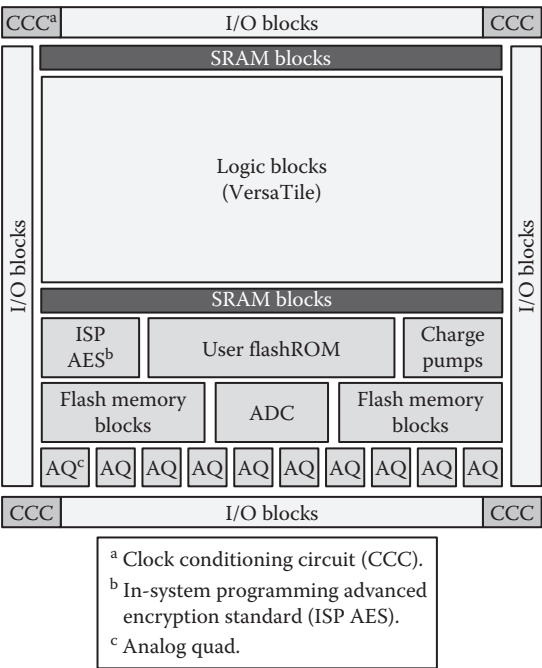 CCCᵃ I/O blocks CCC
SRAM blocks
Logic blocks
(VersaTile)
I/O blocks
I/O blocks
SRAM blocks
ISP
AESᵇ
User flashROM
Charge
pumps
Flash memory
blocks
ADC
Flash memory
blocks
AQᶜ AQ AQ AQ AQ AQ AQ AQ AQ AQ
CCC I/O blocks CCC
ᵃ Clock conditioning circuit (CCC).
ᵇ In-system programming advanced
encryption standard (ISP AES).
ᶜ Analog quad.